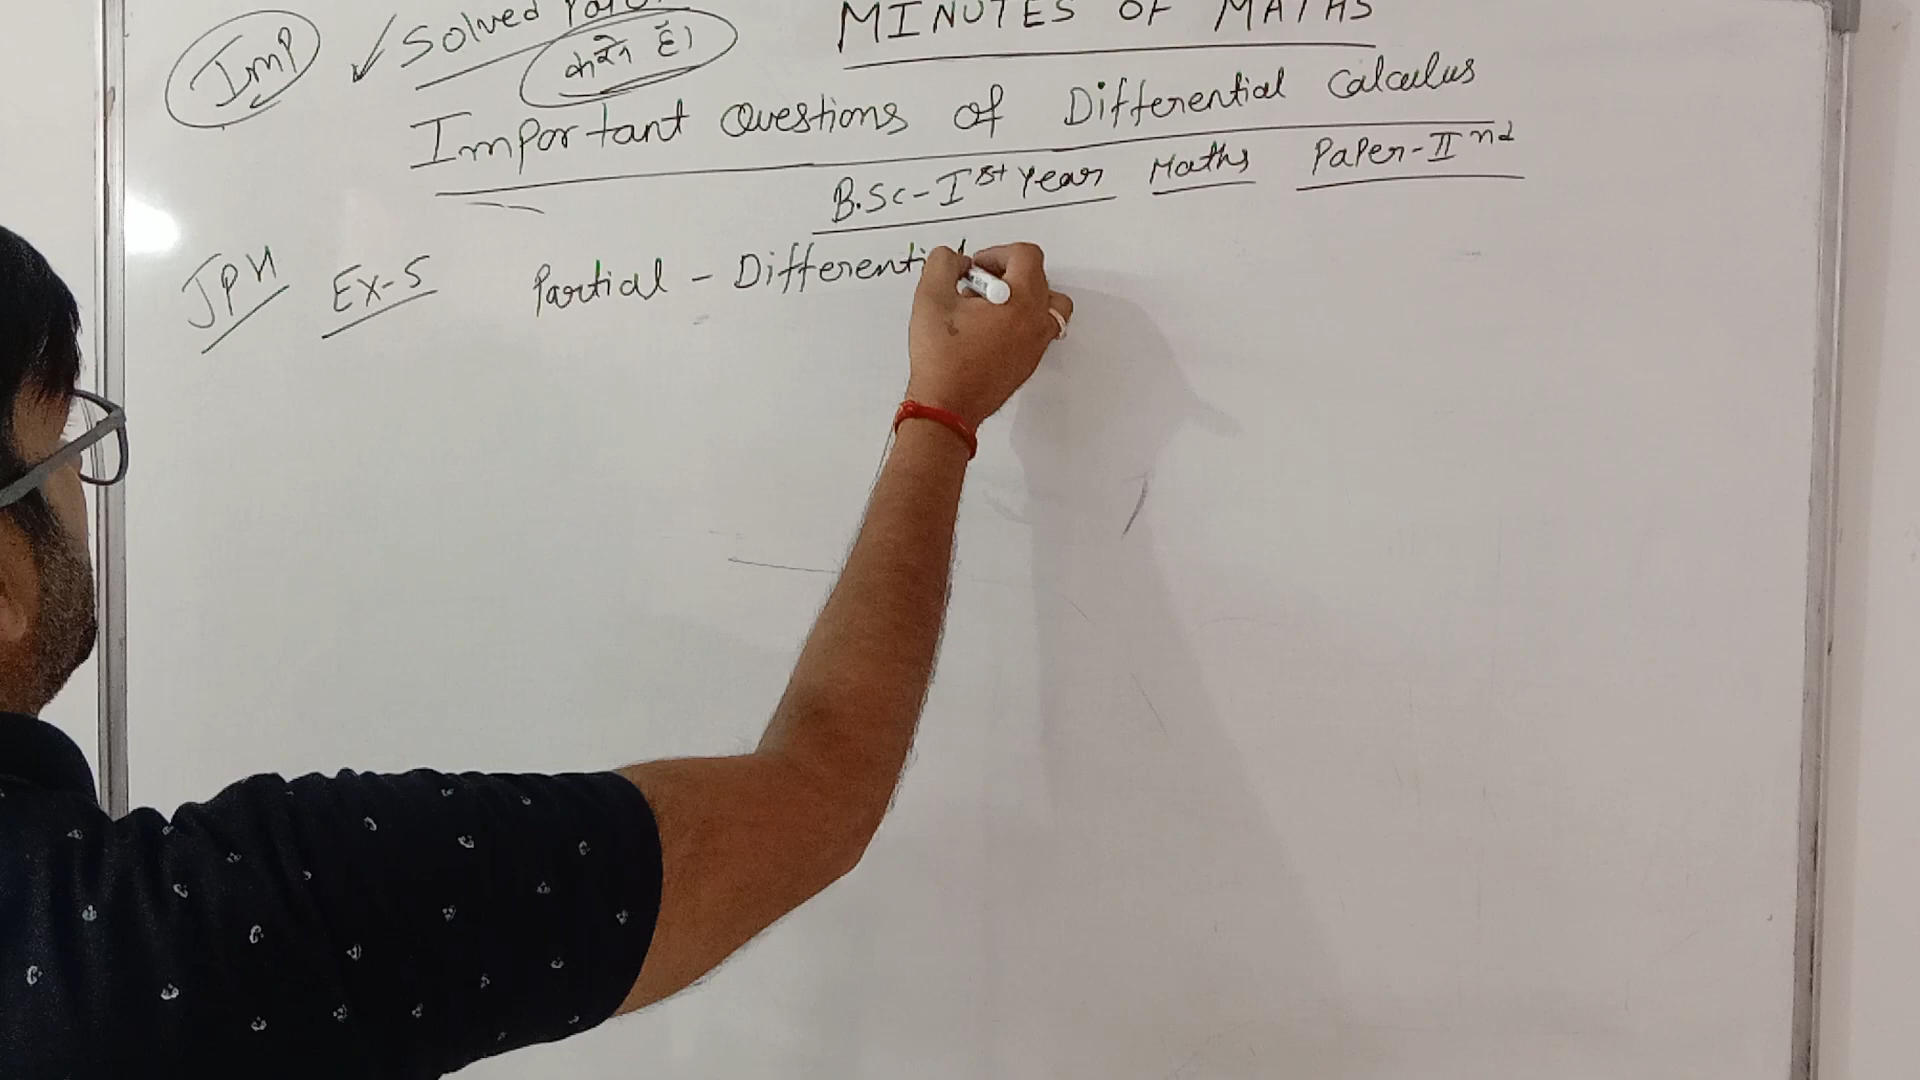 Imp ✓ Solved
करने हैं।
MINUTES OF MATHS
Important Questions of Differential Calculus
B.Sc-Ist Year Maths Paper-IInd
JPH Ex-5 Partial - Differenti